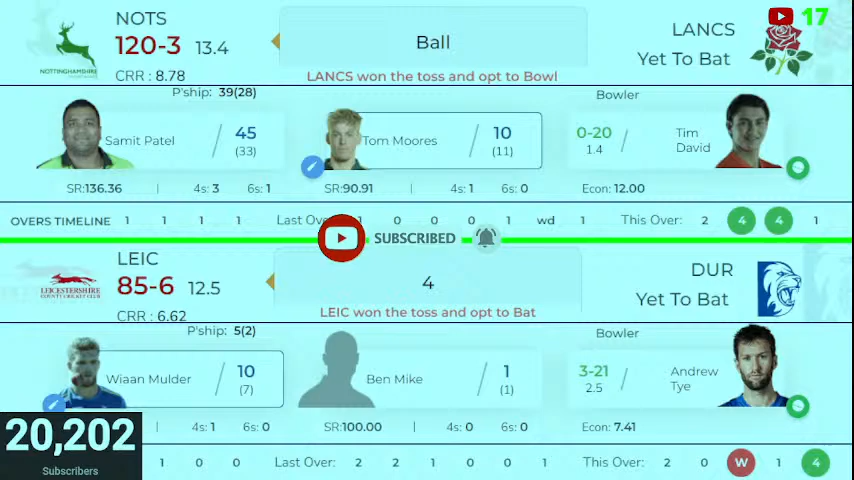 NOTS
120-3 13.4
CRR : 8.78
Ball
LANCS won the toss and opt to Bowl
LANCS
Yet To Bat
17
NOTTINGHAMSHIRE
P'ship: 39(28)
Bowler
Samit Patel 45 (33)
Tom Moores 10 (11)
0-20 1.4 Tim David
SR:136.36 | 4s: 3 6s: 1
SR:90.91 | 4s: 1 6s: 0
Econ: 12.00
OVERS TIMELINE 1 1 1 1 Last Ov 1 0 0 0 1 wd 1 This Over: 2 4 4 1
SUBSCRIBED
LEIC
85-6 12.5
CRR : 6.62
4
LEIC won the toss and opt to Bat
DUR
Yet To Bat
LEICESTERSHIRE
COUNTY CRICKET CLUB
P'ship: 5(2)
Bowler
Wiaan Mulder 10 (7)
Ben Mike 1 (1)
3-21 2.5 Andrew Tye
4s: 1 6s: 0
SR:100.00 | 4s: 0 6s: 0
Econ: 7.41
20,202
Subscribers
1 0 0 Last Over: 2 2 1 0 0 1 This Over: 2 0 W 1 4